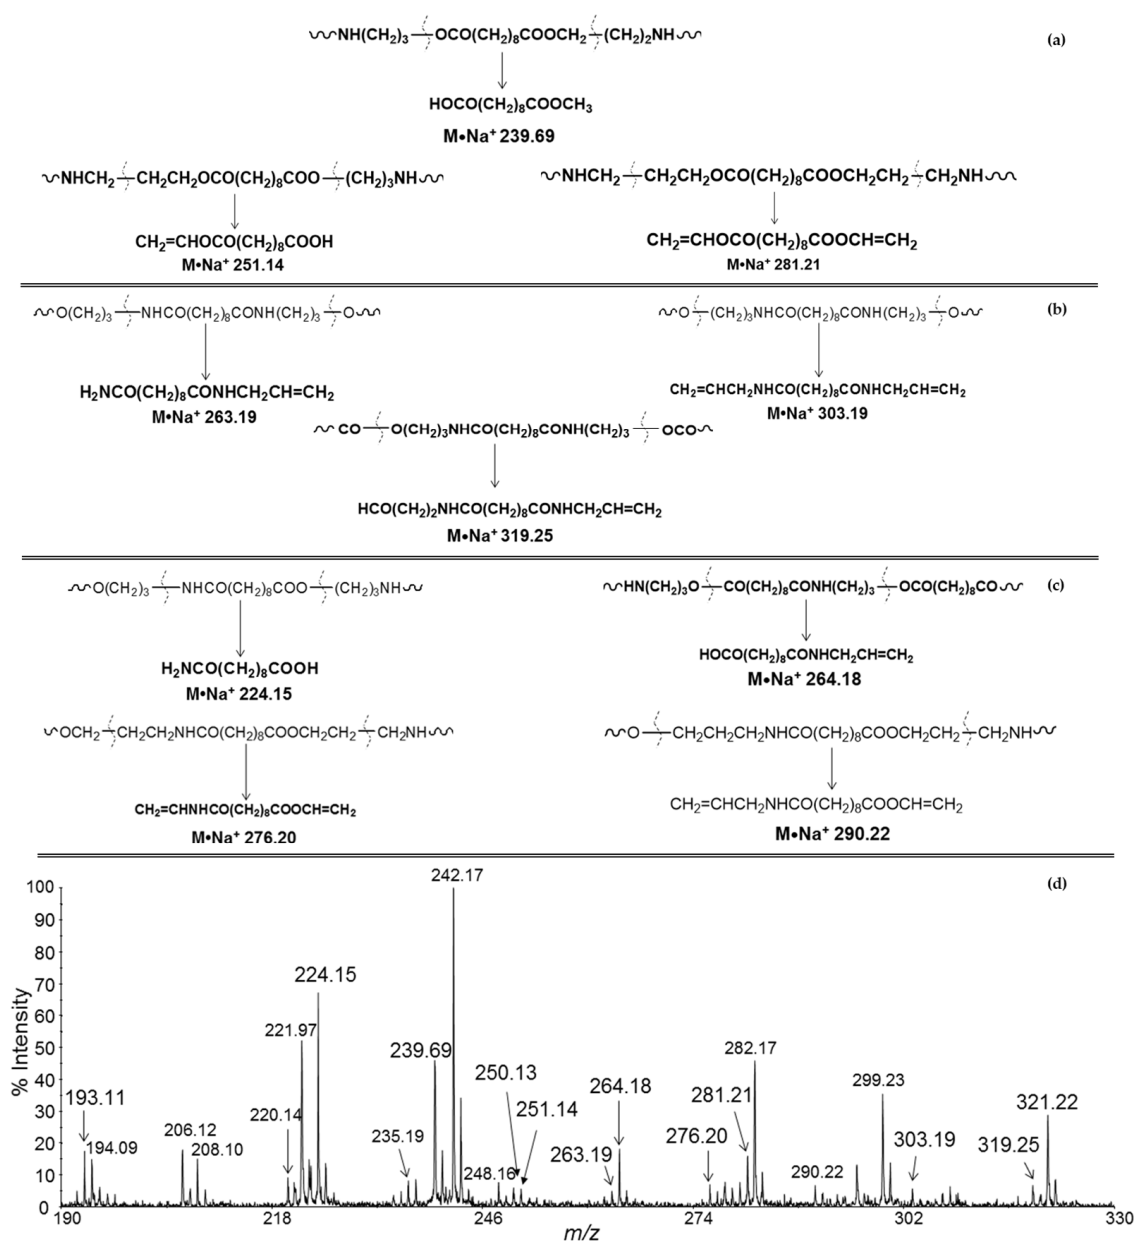 NH(CH₂)₃ OCO(CH₂)₈COOCH₂ (CH₂)₂NH (a)
HOCO(CH₂)₈COOCH₃
M•Na⁺ 239.69
NHCH₂ CH₂CH₂OCO(CH₂)₈COO (CH₂)₃NH
NHCH₂ CH₂CH₂OCO(CH₂)₈COOCH₂CH₂ CH₂NH
CH₂=CHOCO(CH₂)₈COOH
M•Na⁺ 251.14
CH₂=CHOCO(CH₂)₈COOCH=CH₂
M•Na⁺ 281.21
O(CH₂)₃ NHCO(CH₂)₈CONH(CH₂)₃ O
O (CH₂)₃NHCO(CH₂)₈CONH(CH₂)₃ O (b)
H₂NCO(CH₂)₈CONHCH₂CH=CH₂
M•Na⁺ 263.19
CH₂=CHCH₂NHCO(CH₂)₈CONHCH₂CH=CH₂
M•Na⁺ 303.19
CO O(CH₂)₃NHCO(CH₂)₈CONH(CH₂)₃ OCO
HCO(CH₂)₂NHCO(CH₂)₈CONHCH₂CH=CH₂
M•Na⁺ 319.25
O(CH₂)₃ NHCO(CH₂)₈COO (CH₂)₃NH
HN(CH₂)₃O CO(CH₂)₈CONH(CH₂)₃ OCO(CH₂)₈CO (c)
H₂NCO(CH₂)₈COOH
M•Na⁺ 224.15
HOCO(CH₂)₈CONHCH₂CH=CH₂
M•Na⁺ 264.18
OCH₂ CH₂CH₂NHCO(CH₂)₈COOCH₂CH₂ CH₂NH
O CH₂CH₂CH₂NHCO(CH₂)₈COOCH₂CH₂ CH₂NH
CH₂=CHNHCO(CH₂)₈COOCH=CH₂
M•Na⁺ 276.20
CH₂=CHCH₂NHCO(CH₂)₈COOCH=CH₂
M•Na⁺ 290.22
(d)
% Intensity
100
90
80
70
60
50
40
30
20
10
0
193.11
194.09
206.12
208.10
220.14
221.97
224.15
235.19
239.69
242.17
248.16
250.13
251.14
263.19
264.18
276.20
281.21
282.17
290.22
299.23
303.19
319.25
321.22
190 218 246 274 302 330
m/z